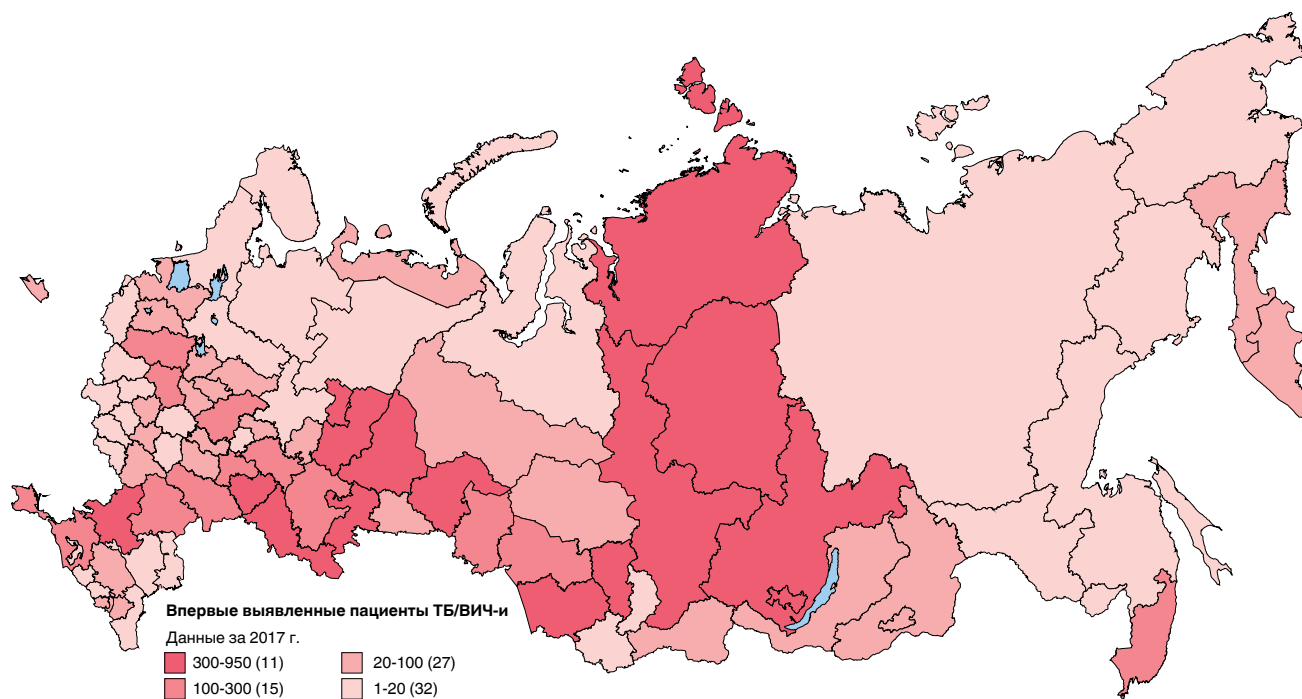 Впервые выявленные пациенты ТБ/ВИЧ-и
Данные за 2017 г.
300-950 (11)
20-100 (27)
100-300 (15)
1-20 (32)